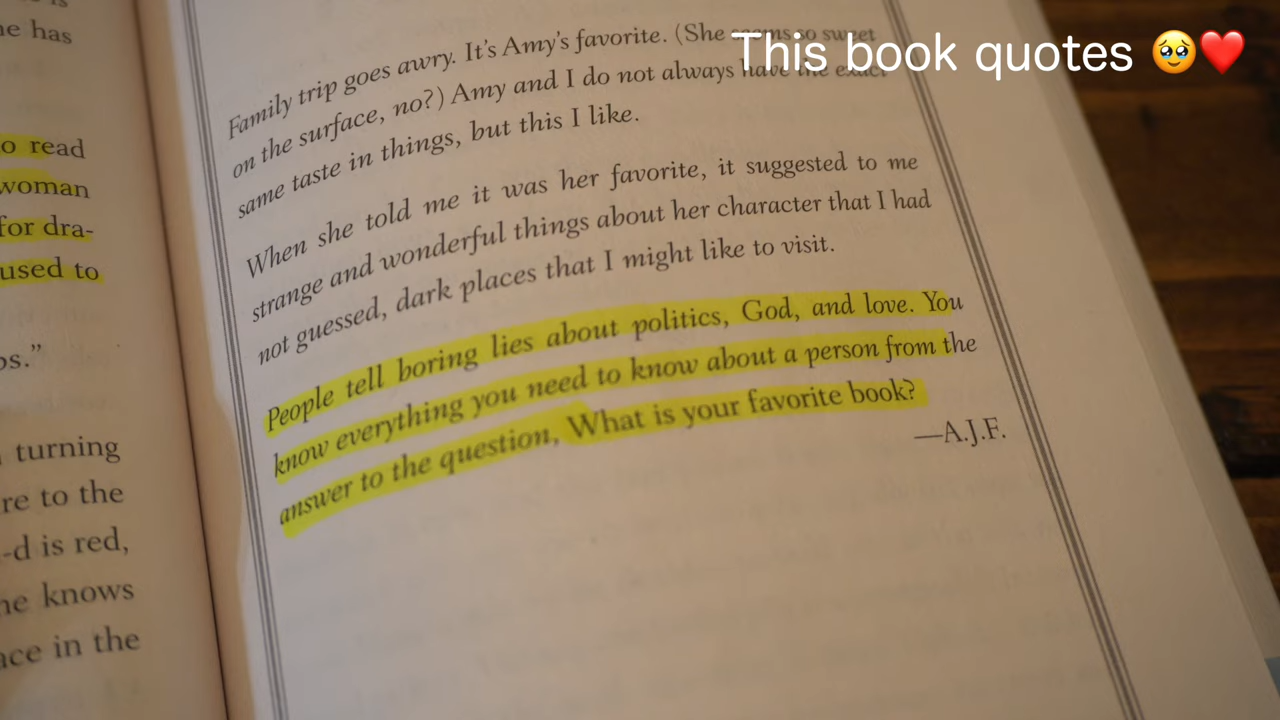 This book quotes 🥹❤️
he has
o read
woman
for dra-
used to
os.”
turning
re to the
-d is red,
he knows
ace in the
Family trip goes awry. It’s Amy’s favorite. (She seems so sweet
on the surface, no?) Amy and I do not always have the exact
same taste in things, but this I like.
When she told me it was her favorite, it suggested to me
strange and wonderful things about her character that I had
not guessed, dark places that I might like to visit.
People tell boring lies about politics, God, and love. You
know everything you need to know about a person from the
answer to the question, What is your favorite book?
—A.J.F.